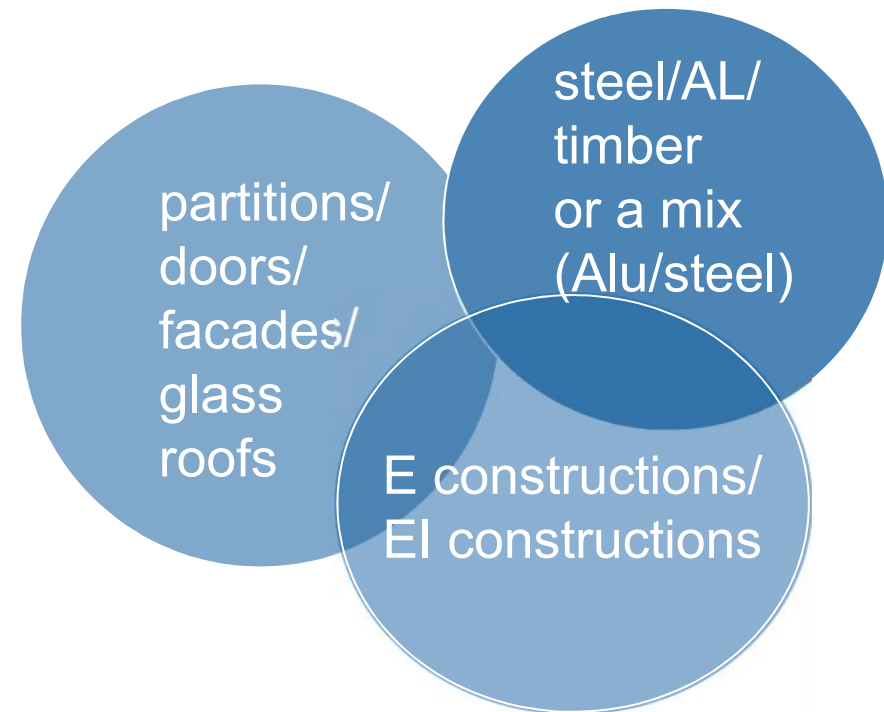 partitions/
doors/
facades/
glass
roofs
steel/AL/
timber
or a mix
(Alu/steel)
E constructions/
EI constructions